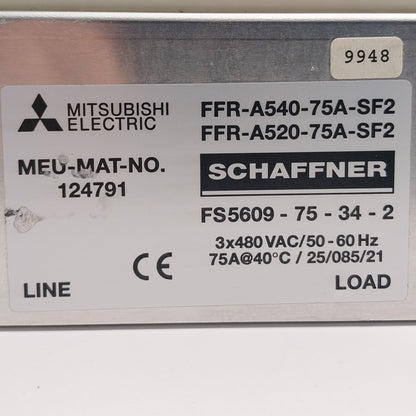 9948
MITSUBISHI
ELECTRIC
FFR-A540-75A-SF2
FFR-A520-75A-SF2
MEU-MAT-NO.
124791
SCHAFFNER
FS5609 - 75 - 34 - 2
3x480 VAC/50 - 60 Hz
75A@40°C / 25/085/21
CE
LINE
LOAD